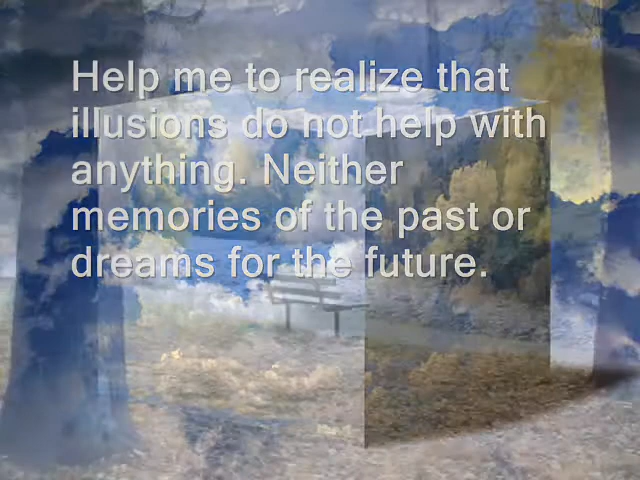 Help me to realize that
illusions do not help with
anything. Neither
memories of the past or
dreams for the future.